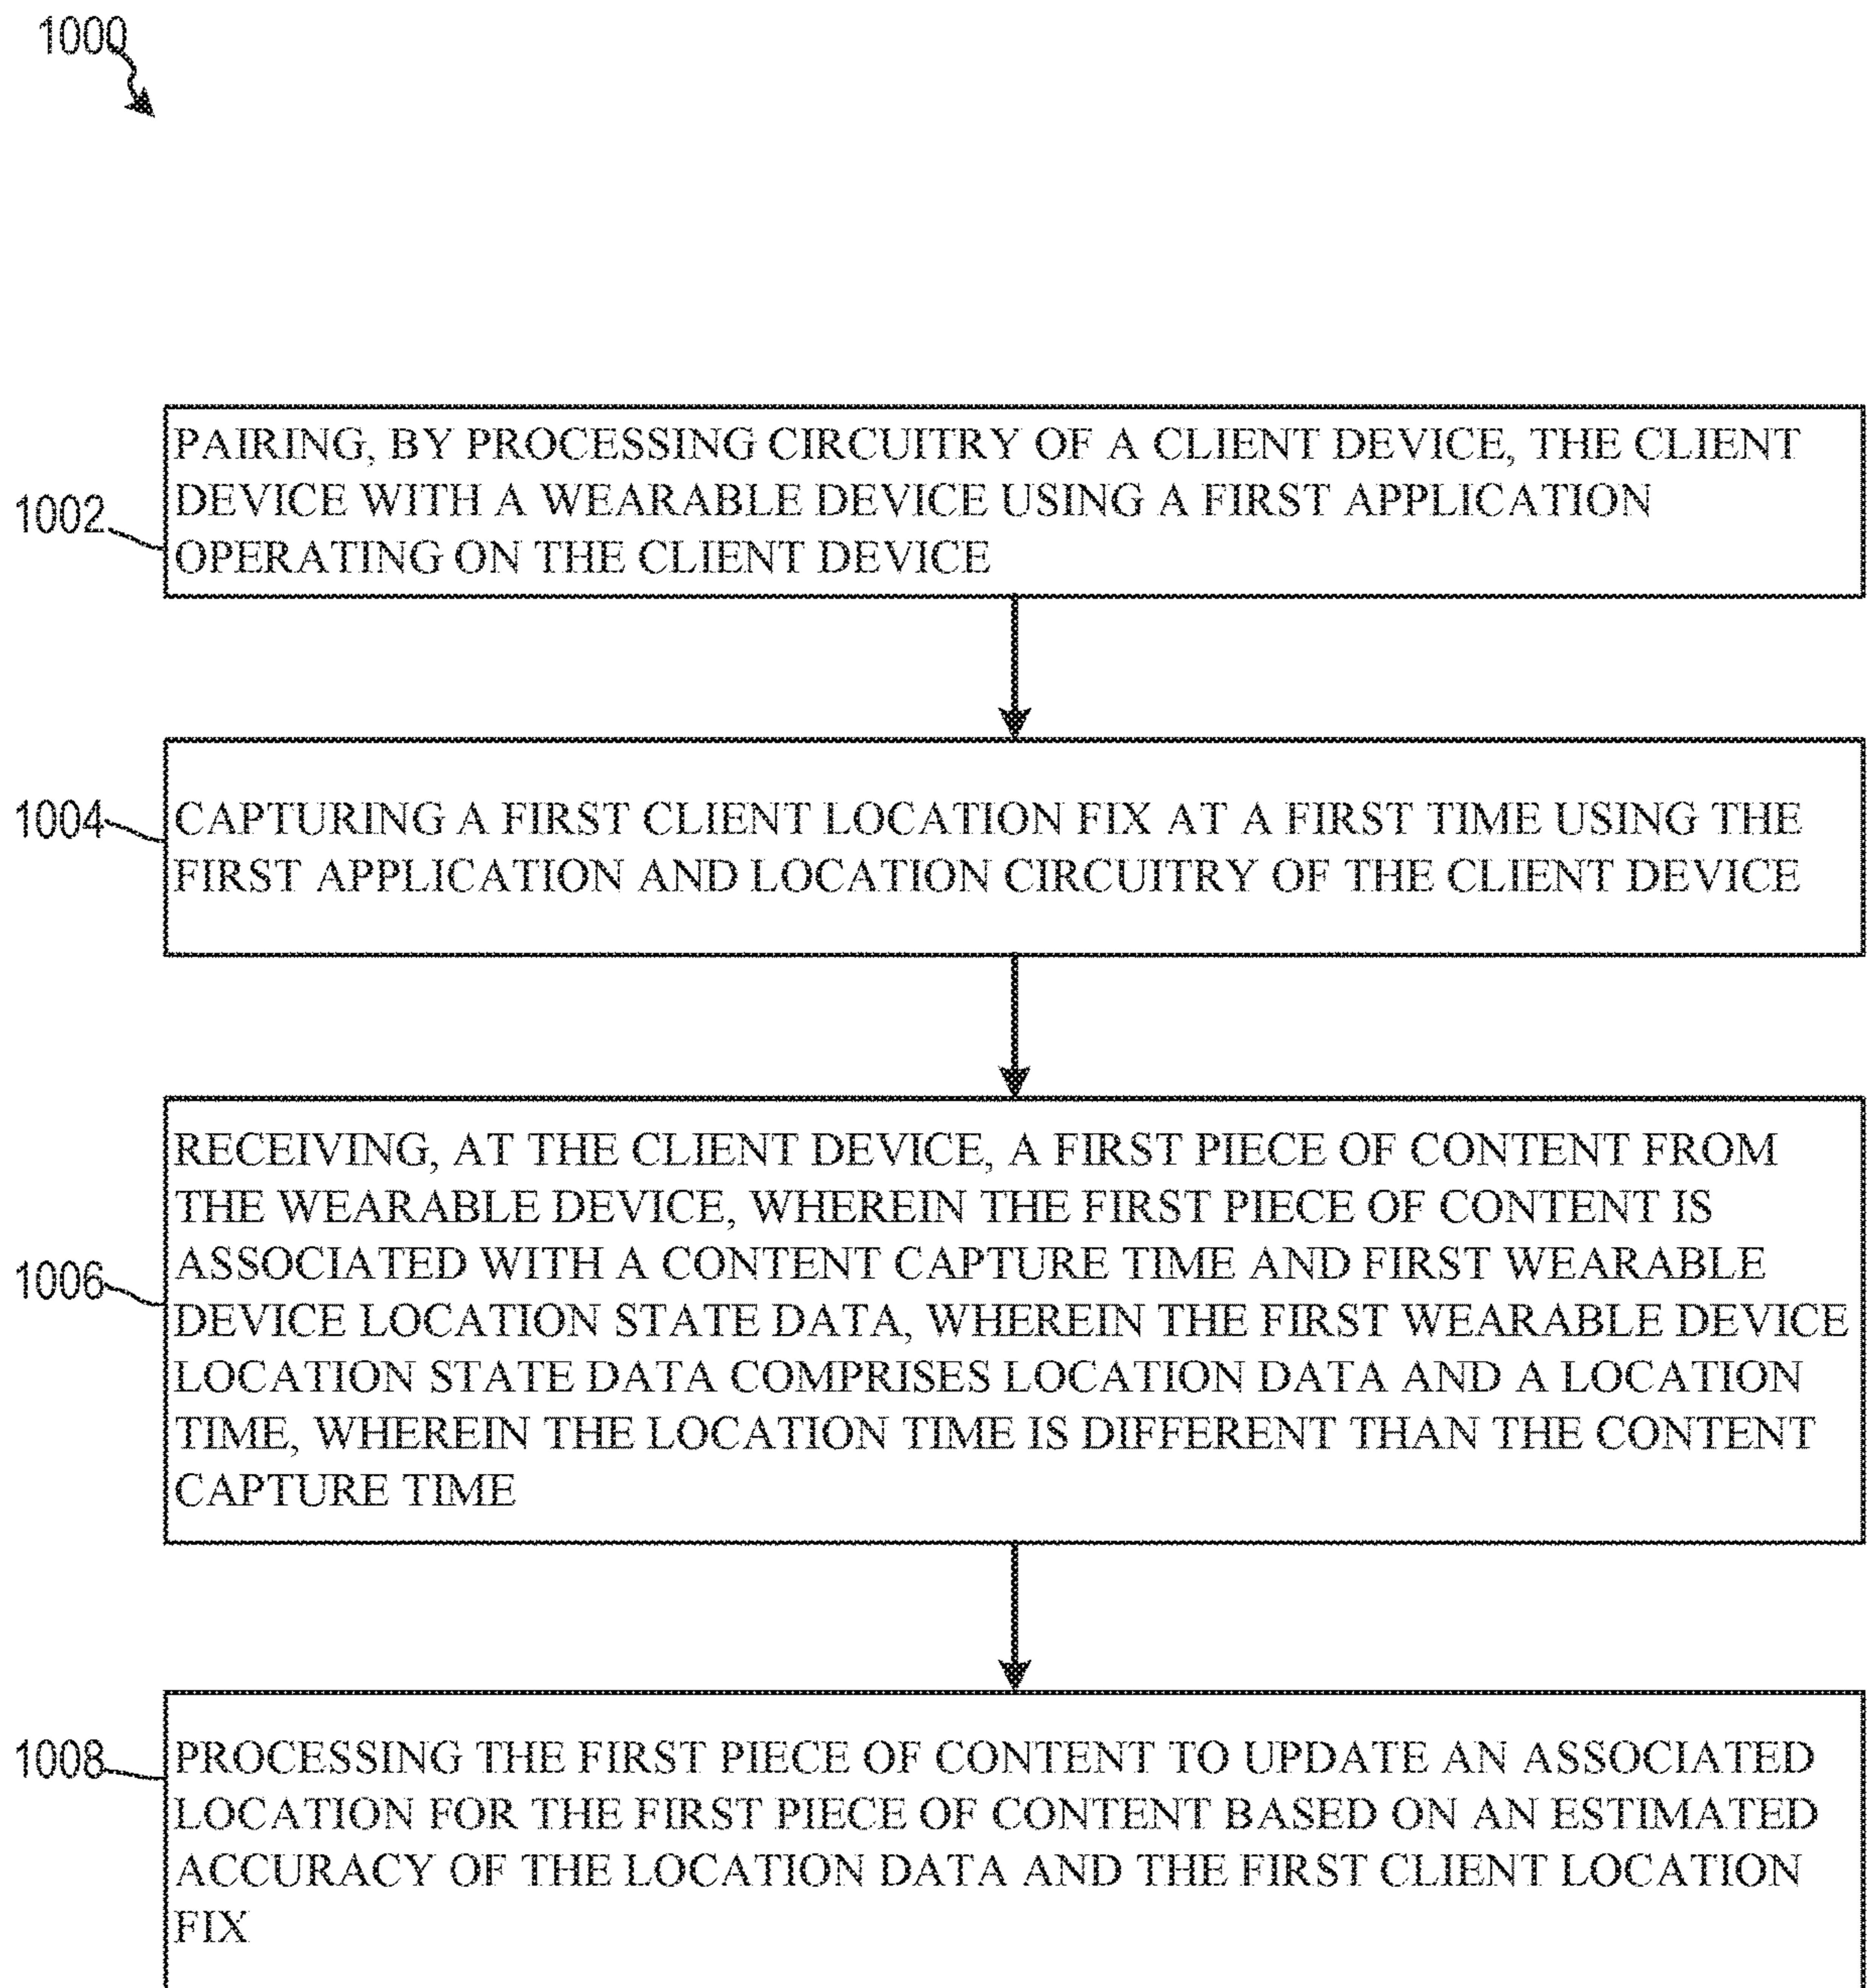 1000
PAIRING, BY PROCESSING CIRCUITRY OF A CLIENT DEVICE, THE CLIENT
DEVICE WITH A WEARABLE DEVICE USING A FIRST APPLICATION
OPERATING ON THE CLIENT DEVICE
1002
CAPTURING A FIRST CLIENT LOCATION FIX AT A FIRST TIME USING THE
FIRST APPLICATION AND LOCATION CIRCUITRY OF THE CLIENT DEVICE
1004
RECEIVING, AT THE CLIENT DEVICE, A FIRST PIECE OF CONTENT FROM
THE WEARABLE DEVICE, WHEREIN THE FIRST PIECE OF CONTENT IS
ASSOCIATED WITH A CONTENT CAPTURE TIME AND FIRST WEARABLE
DEVICE LOCATION STATE DATA, WHEREIN THE FIRST WEARABLE DEVICE
LOCATION STATE DATA COMPRISES LOCATION DATA AND A LOCATION
TIME, WHEREIN THE LOCATION TIME IS DIFFERENT THAN THE CONTENT
CAPTURE TIME
1006
PROCESSING THE FIRST PIECE OF CONTENT TO UPDATE AN ASSOCIATED
LOCATION FOR THE FIRST PIECE OF CONTENT BASED ON AN ESTIMATED
ACCURACY OF THE LOCATION DATA AND THE FIRST CLIENT LOCATION
FIX
1008